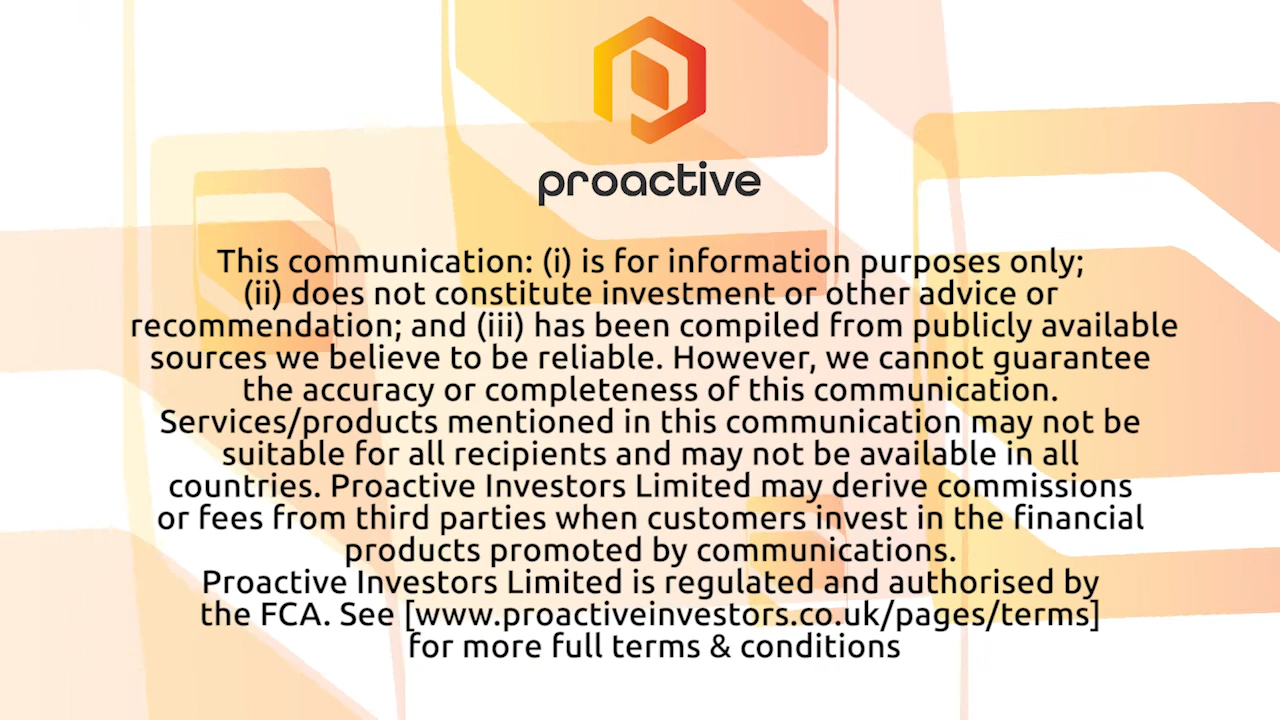 proactive
This communication: (i) is for information purposes only;
(ii) does not constitute investment or other advice or
recommendation; and (iii) has been compiled from publicly available
sources we believe to be reliable. However, we cannot guarantee
the accuracy or completeness of this communication.
Services/products mentioned in this communication may not be
suitable for all recipients and may not be available in all
countries. Proactive Investors Limited may derive commissions
or fees from third parties when customers invest in the financial
products promoted by communications.
Proactive Investors Limited is regulated and authorised by
the FCA. See [www.proactiveinvestors.co.uk/pages/terms]
for more full terms & conditions